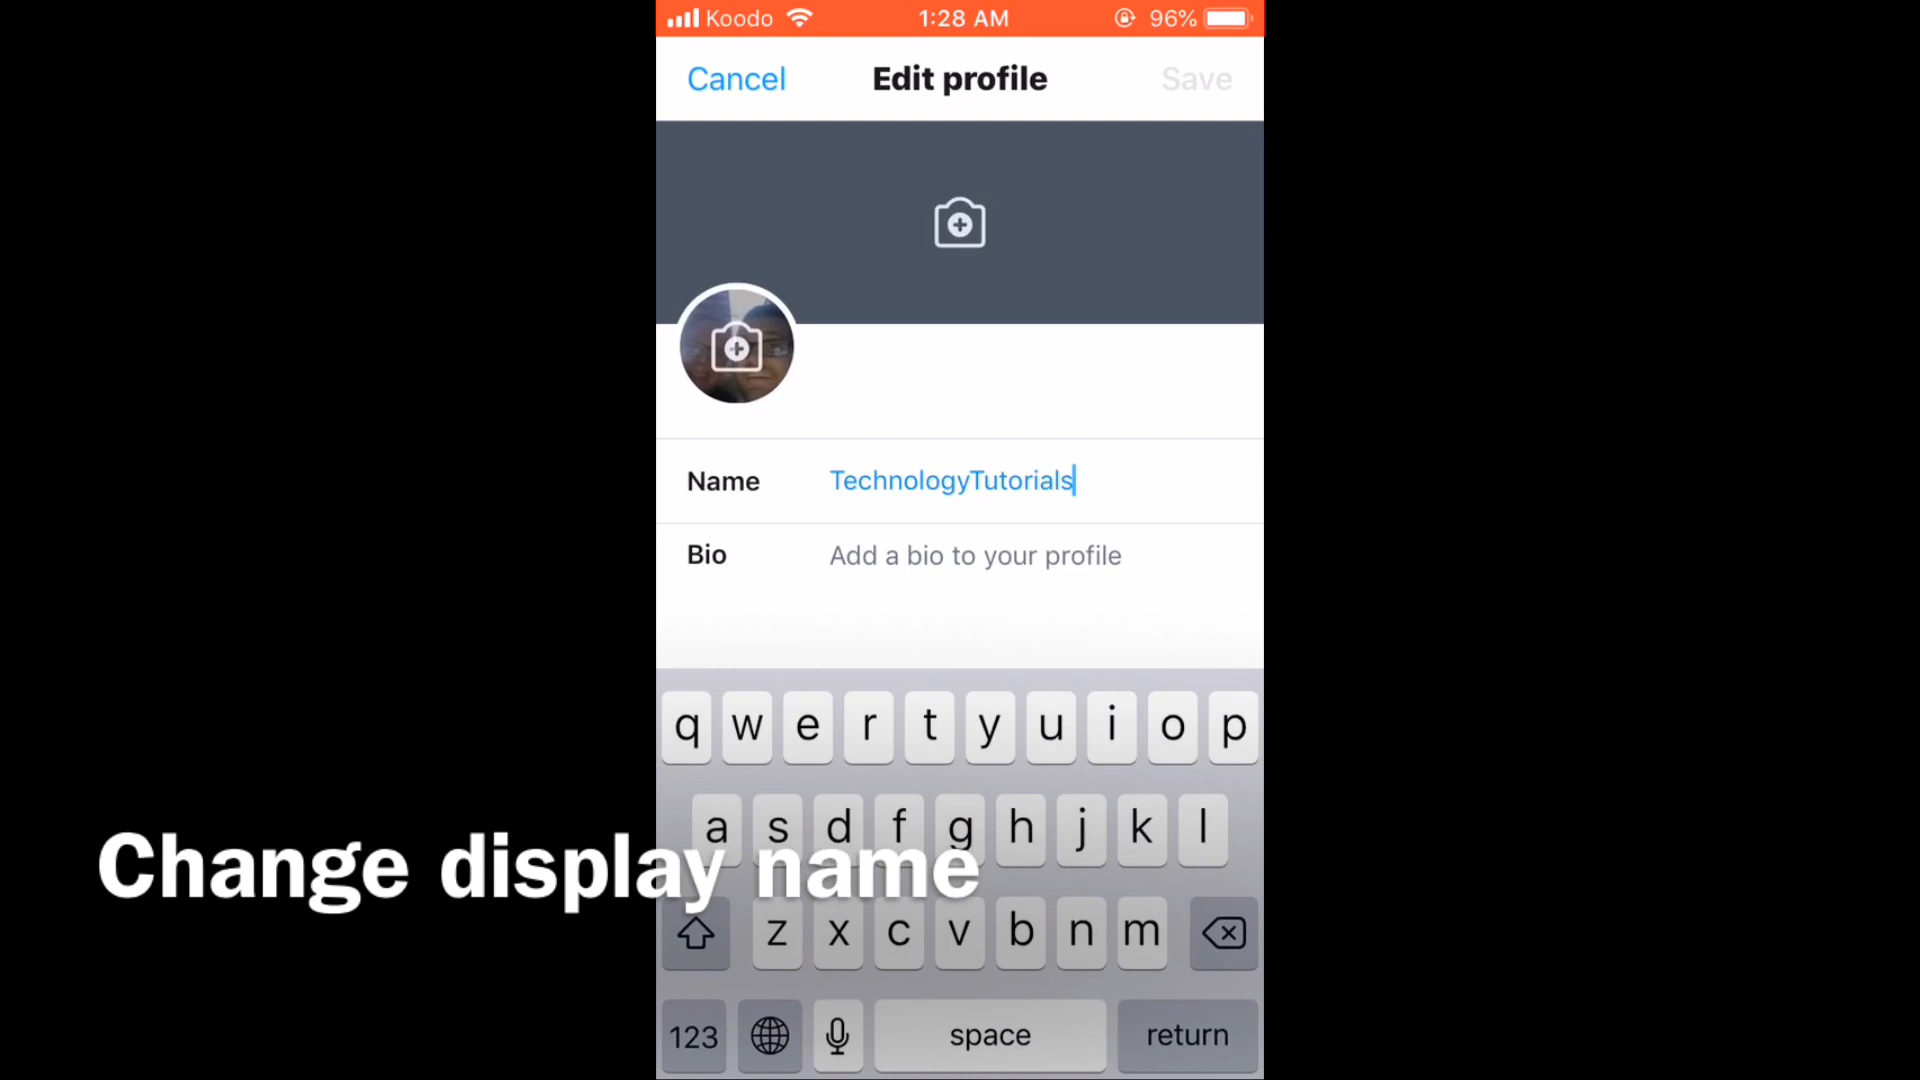 Koodo 1:28 AM 96%
Cancel Edit profile Save
Name TechnologyTutorials
Bio Add a bio to your profile
q w e r t y u i o p
a s d f g h j k l
Change display name
z x c v b n m
123 space return